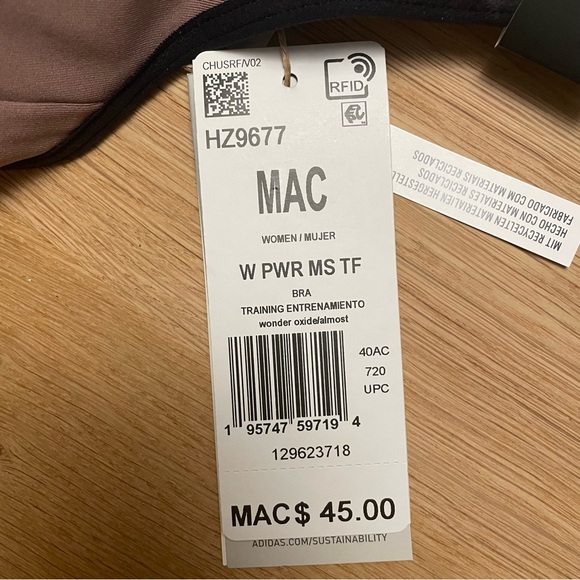 CHUSRF/V02
RFID
HZ9677
MAC
WOMEN / MUJER
W PWR MS TF
BRA
TRAINING ENTRENAMIENTO
wonder oxide/almost
40AC
720
UPC
1 95747 59719 4
129623718
MAC$ 45.00
ADIDAS.COM/SUSTAINABILITY
MIT RECYCELTEN MATERIALIEN HERGESTELL
HECHO CON MATERIALES RECICLADOS
FABRICADO COM MATERIAIS RECICLADOS